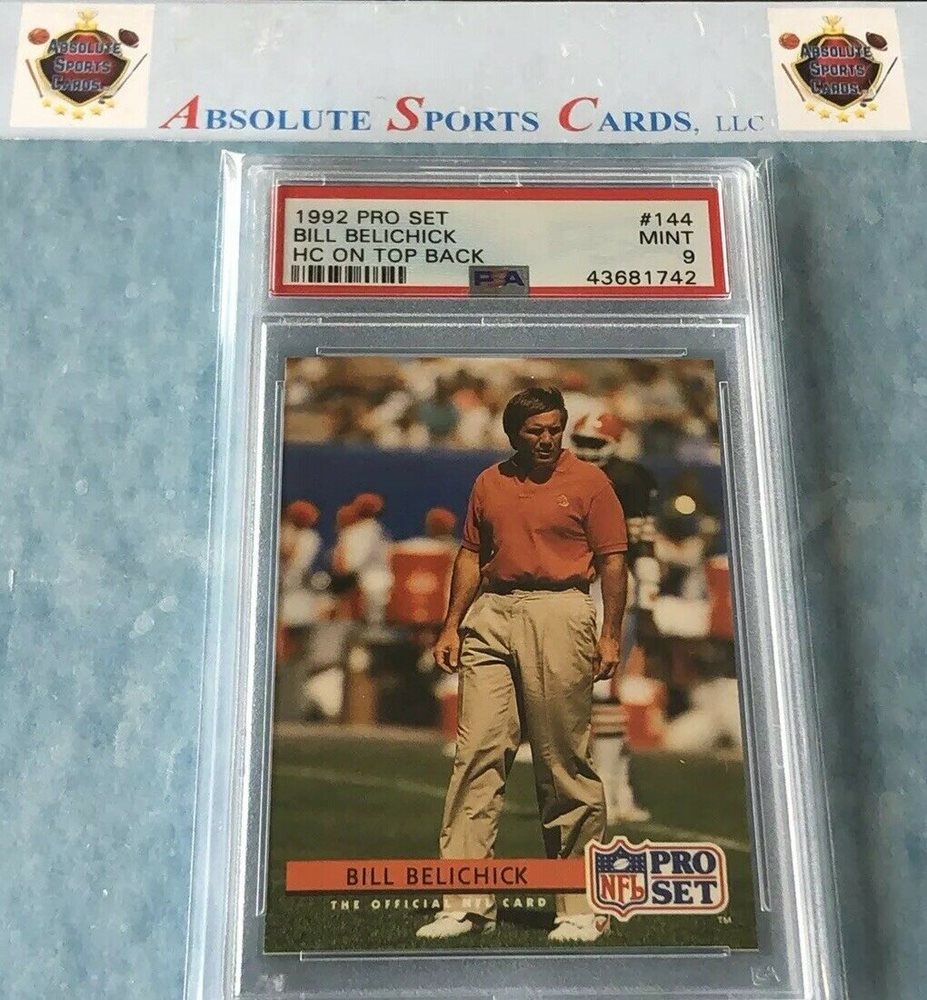 ABSOLUTE
SPORTS
CARDS
ABSOLUTE SPORTS CARDS, LLC
ABSOLUTE
SPORTS
CARDS
1992 PRO SET #144
BILL BELICHICK MINT
HC ON TOP BACK 9
PSA 43681742
BILL BELICHICK
THE OFFICIAL NFL CARD
NFL PRO SET TM